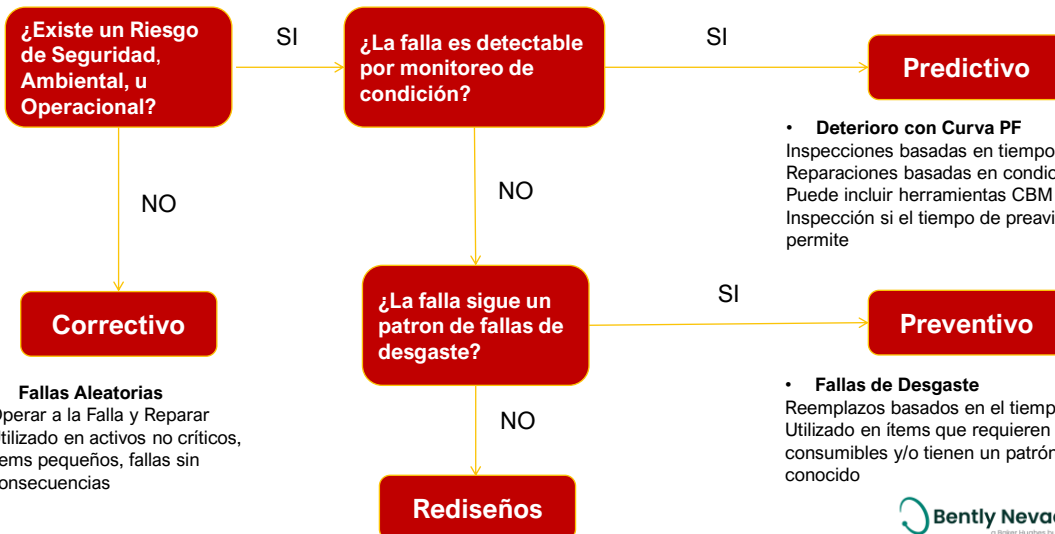 ¿Existe un Riesgo
de Seguridad,
Ambiental, u
Operacional?
SI
¿La falla es detectable
por monitoreo de
condición?
SI
Predictivo
• Deterioro con Curva PF
Inspecciones basadas en tiempo
Reparaciones basadas en condic
Puede incluir herramientas CBM
Inspección si el tiempo de preavi
permite
NO
NO
Correctivo
Fallas Aleatorias
Operar a la Falla y Reparar
tilizado en activos no críticos,
ems pequeños, fallas sin
onsecuencias
¿La falla sigue un
patron de fallas de
desgaste?
SI
Preventivo
• Fallas de Desgaste
Reemplazos basados en el tiemp
Utilizado en ítems que requieren
consumibles y/o tienen un patrón
conocido
NO
Rediseños
Bently Nevad